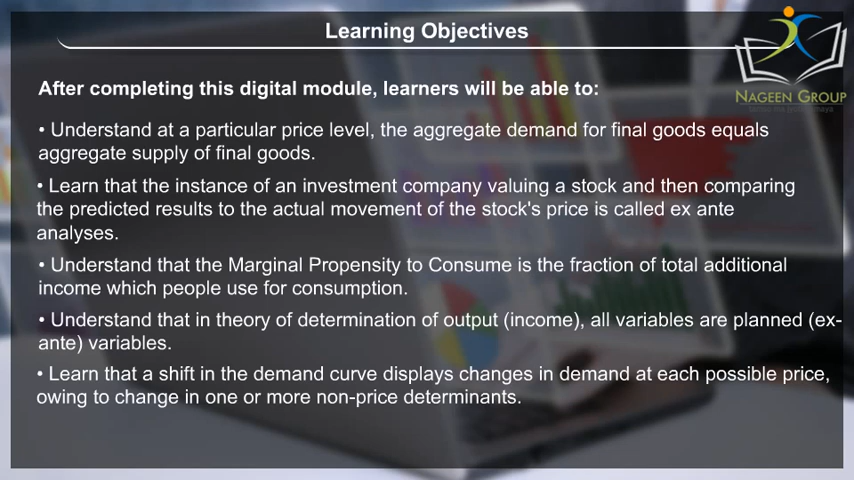 Learning Objectives
NAGEEN GROUP
After completing this digital module, learners will be able to:
• Understand at a particular price level, the aggregate demand for final goods equals
aggregate supply of final goods.
• Learn that the instance of an investment company valuing a stock and then comparing
the predicted results to the actual movement of the stock's price is called ex ante
analyses.
• Understand that the Marginal Propensity to Consume is the fraction of total additional
income which people use for consumption.
• Understand that in theory of determination of output (income), all variables are planned (ex-
ante) variables.
• Learn that a shift in the demand curve displays changes in demand at each possible price,
owing to change in one or more non-price determinants.